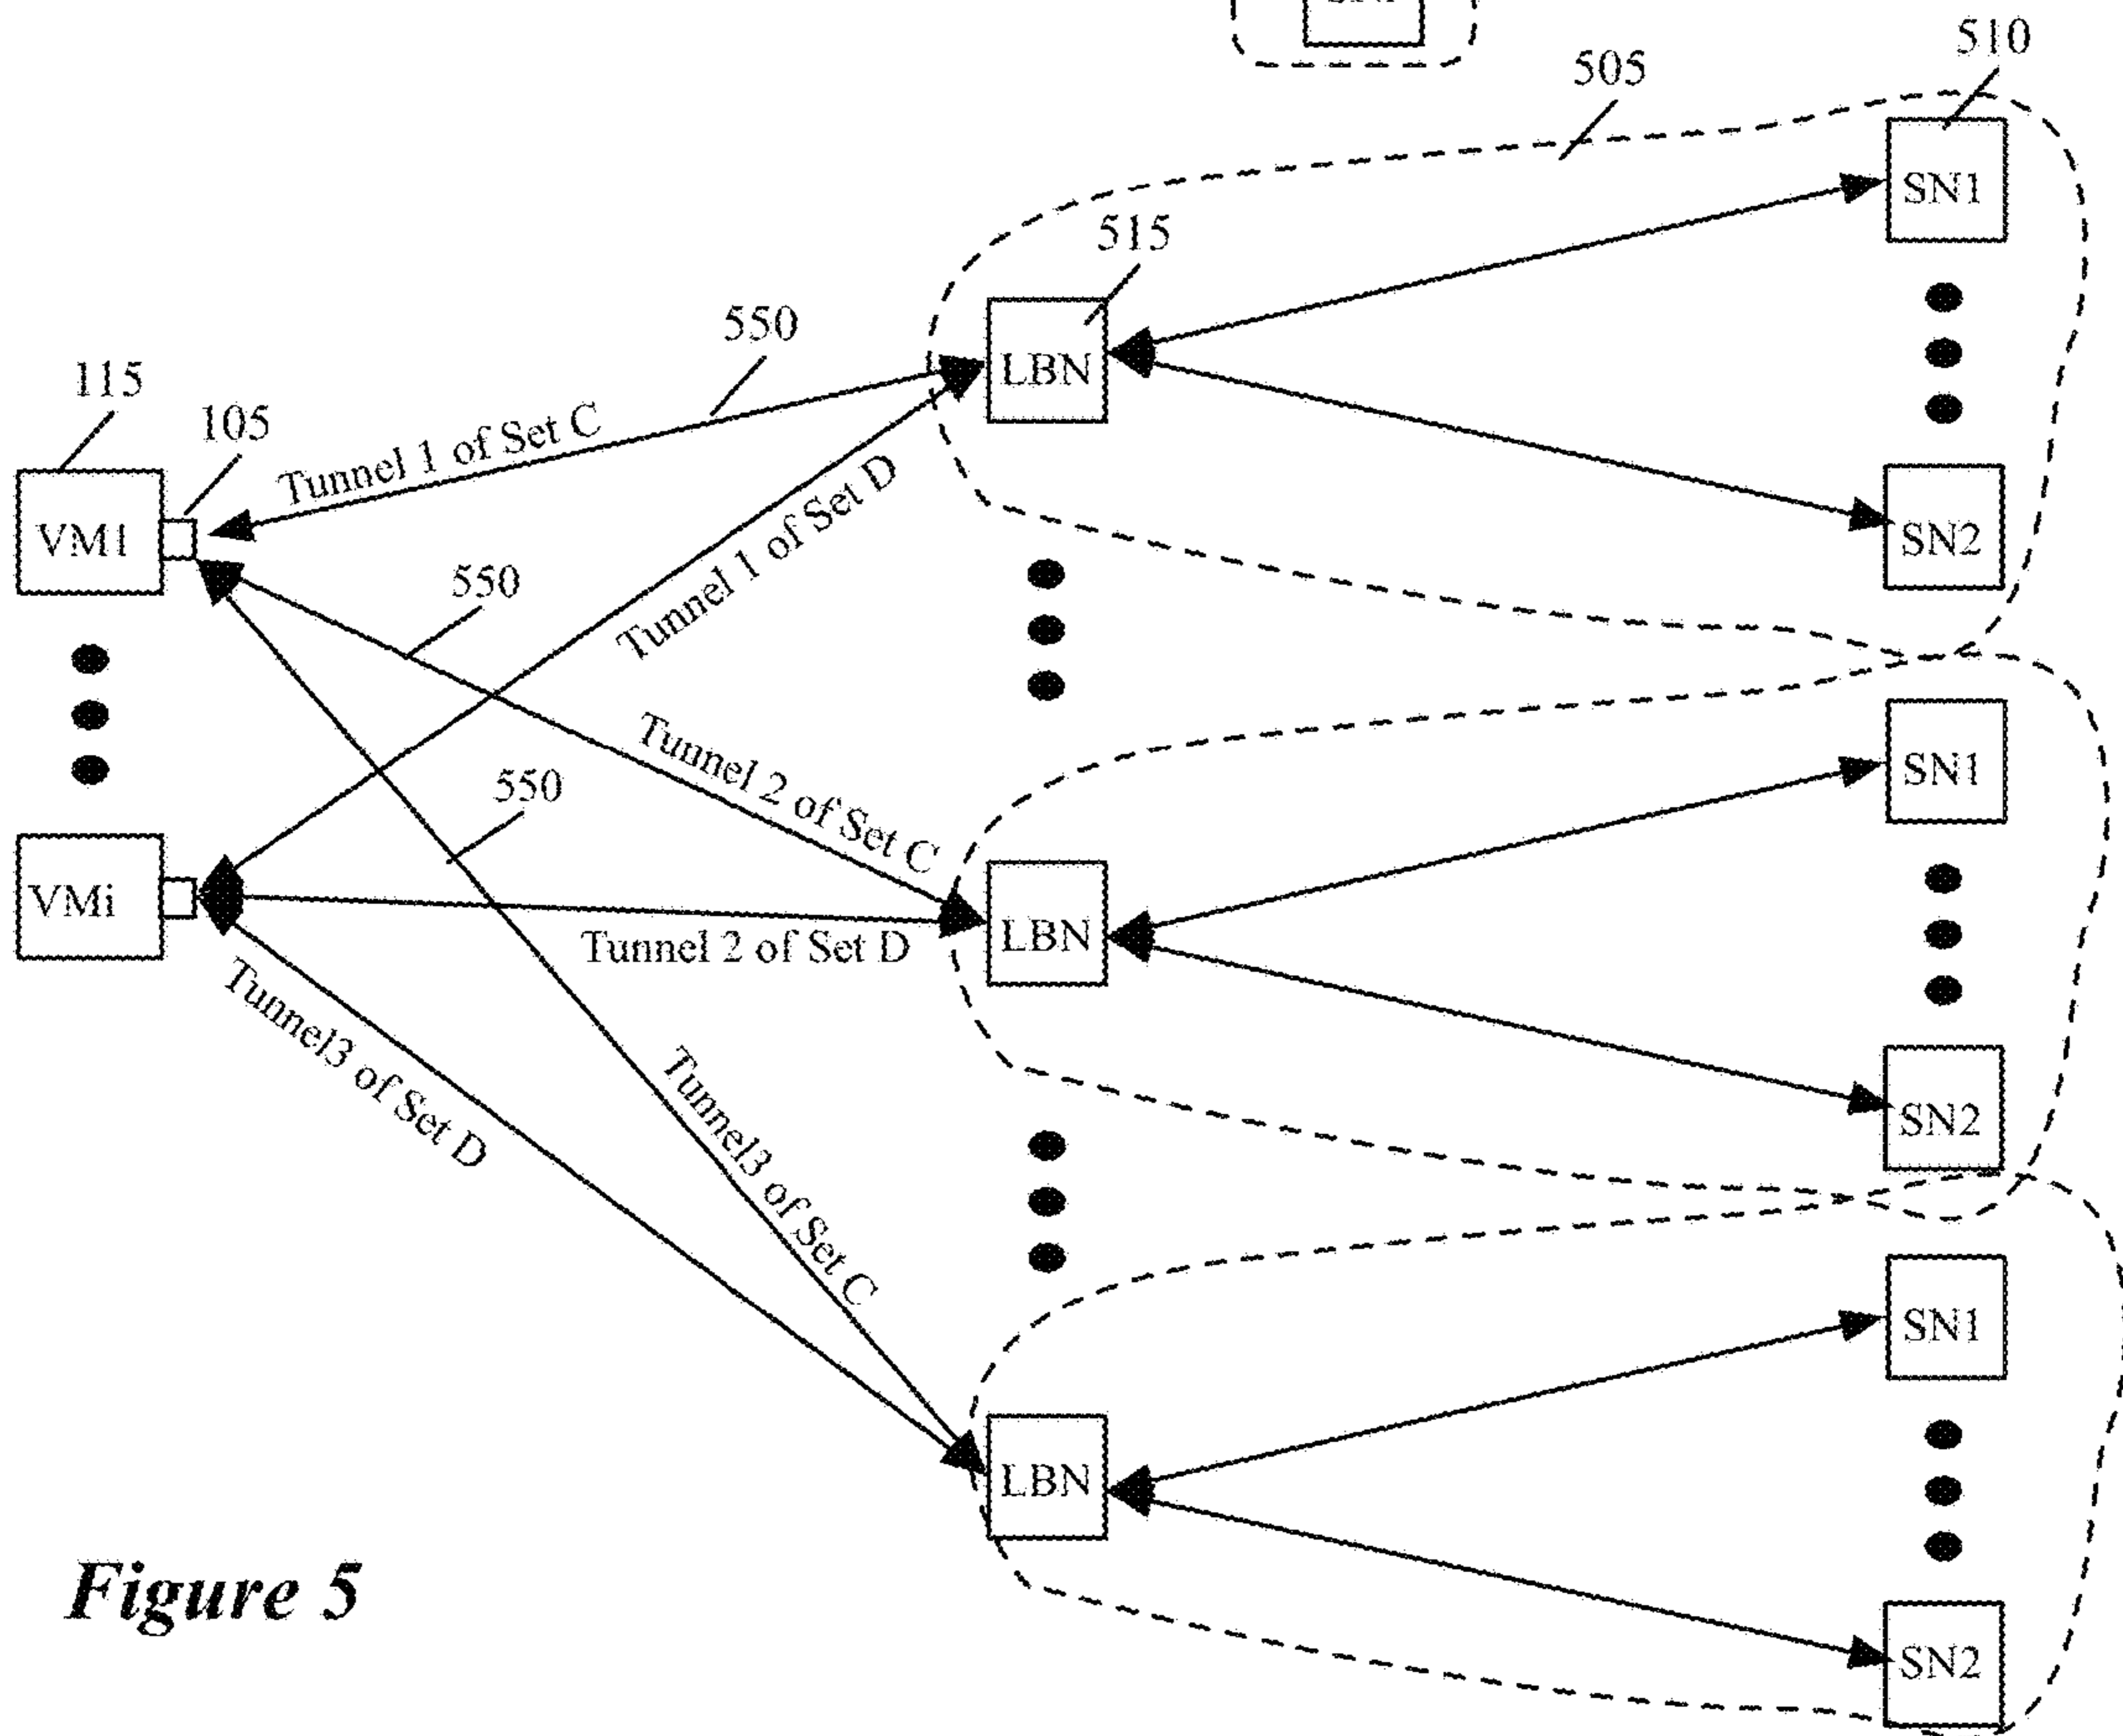 510
505
SN1
515
550
LBN
115
105
Tunnel 1 of Set C
VM1
Tunnel 1 of Set D
SN2
550
Tunnel 2 of Set C
SN1
550
VMi
LBN
Tunnel 2 of Set D
Tunnel3 of Set D
Tunnel3 of Set C
SN2
SN1
LBN
Figure 5
SN2